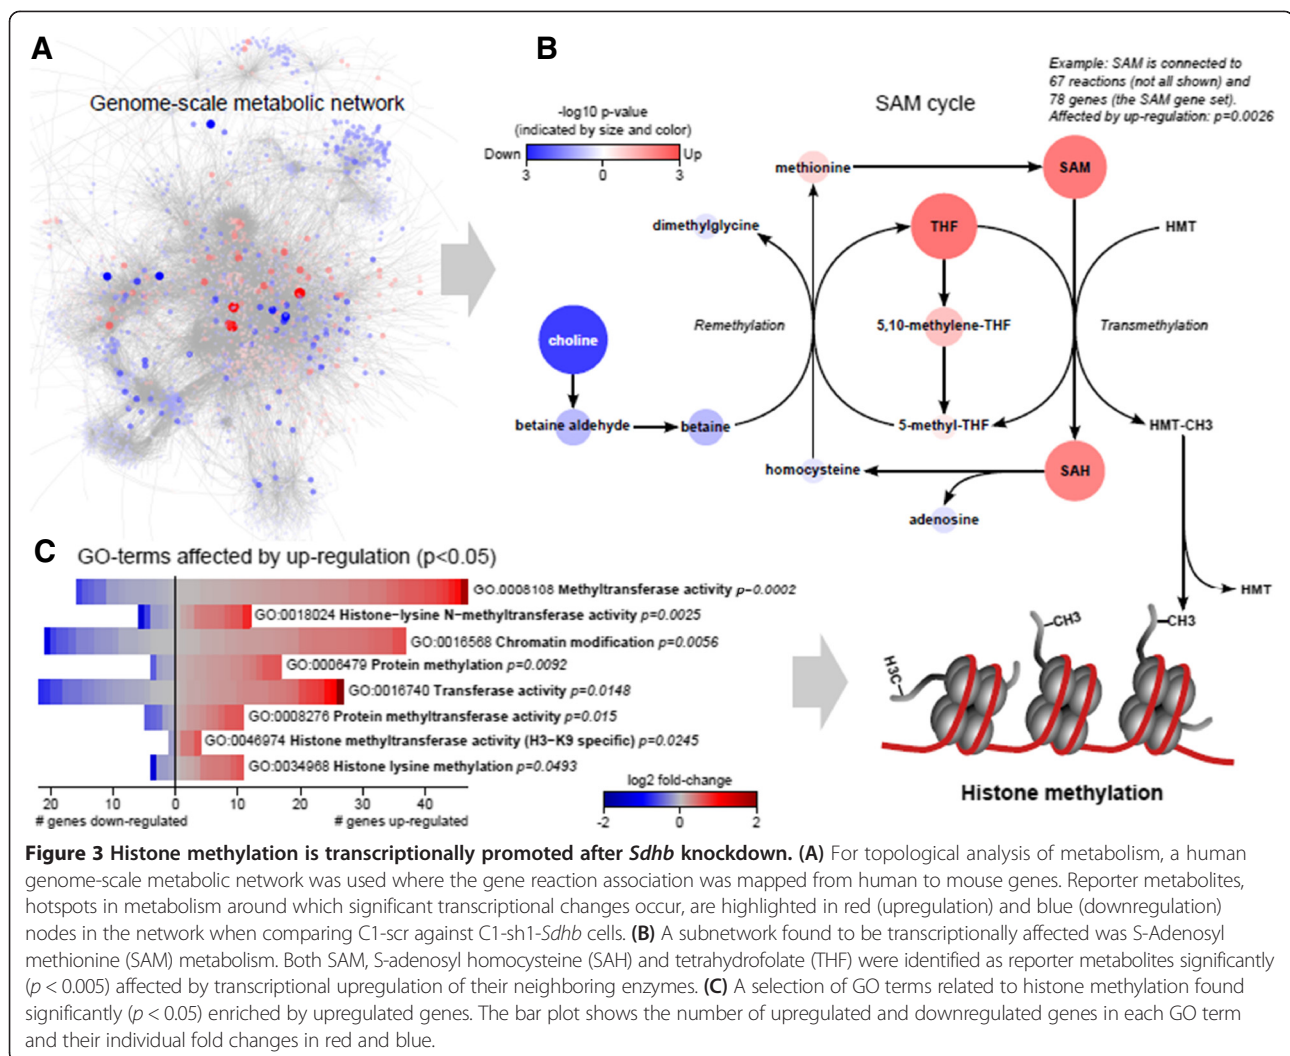 A
Genome-scale metabolic network
B
-log10 p-value
(indicated by size and color)
Down
Up
3
0
3
SAM cycle
Example: SAM is connected to
67 reactions (not all shown) and
78 genes (the SAM gene set).
Affected by up-regulation: p=0.0026
methionine
SAM
dimethylglycine
THF
HMT
choline
Remethylation
5,10-methylene-THF
Transmethylation
betaine aldehyde
betaine
5-methyl-THF
HMT-CH3
homocysteine
SAH
adenosine
HMT
CH3
CH3
H3C
Histone methylation
C
GO-terms affected by up-regulation (p<0.05)
GO:0008168 Methyltransferase activity p=0.0002
GO:0018024 Histone-lysine N-methyltransferase activity p=0.0025
GO:0016568 Chromatin modification p=0.0056
GO:0006479 Protein methylation p=0.0092
GO:0016740 Transferase activity p=0.0148
GO:0008276 Protein methyltransferase activity p=0.015
GO:0046974 Histone methyltransferase activity (H3-K9 specific) p=0.0245
GO:0034968 Histone lysine methylation p=0.0493
20 10 0 10 20 30 40
# genes down-regulated
# genes up-regulated
log2 fold-change
-2 0 2
Figure 3 Histone methylation is transcriptionally promoted after Sdhb knockdown. (A) For topological analysis of metabolism, a human
genome-scale metabolic network was used where the gene reaction association was mapped from human to mouse genes. Reporter metabolites,
hotspots in metabolism around which significant transcriptional changes occur, are highlighted in red (upregulation) and blue (downregulation)
nodes in the network when comparing C1-scr against C1-sh1-Sdhb cells. (B) A subnetwork found to be transcriptionally affected was S-Adenosyl
methionine (SAM) metabolism. Both SAM, S-adenosyl homocysteine (SAH) and tetrahydrofolate (THF) were identified as reporter metabolites significantly
(p < 0.005) affected by transcriptional upregulation of their neighboring enzymes. (C) A selection of GO terms related to histone methylation found
significantly (p < 0.05) enriched by upregulated genes. The bar plot shows the number of upregulated and downregulated genes in each GO term
and their individual fold changes in red and blue.